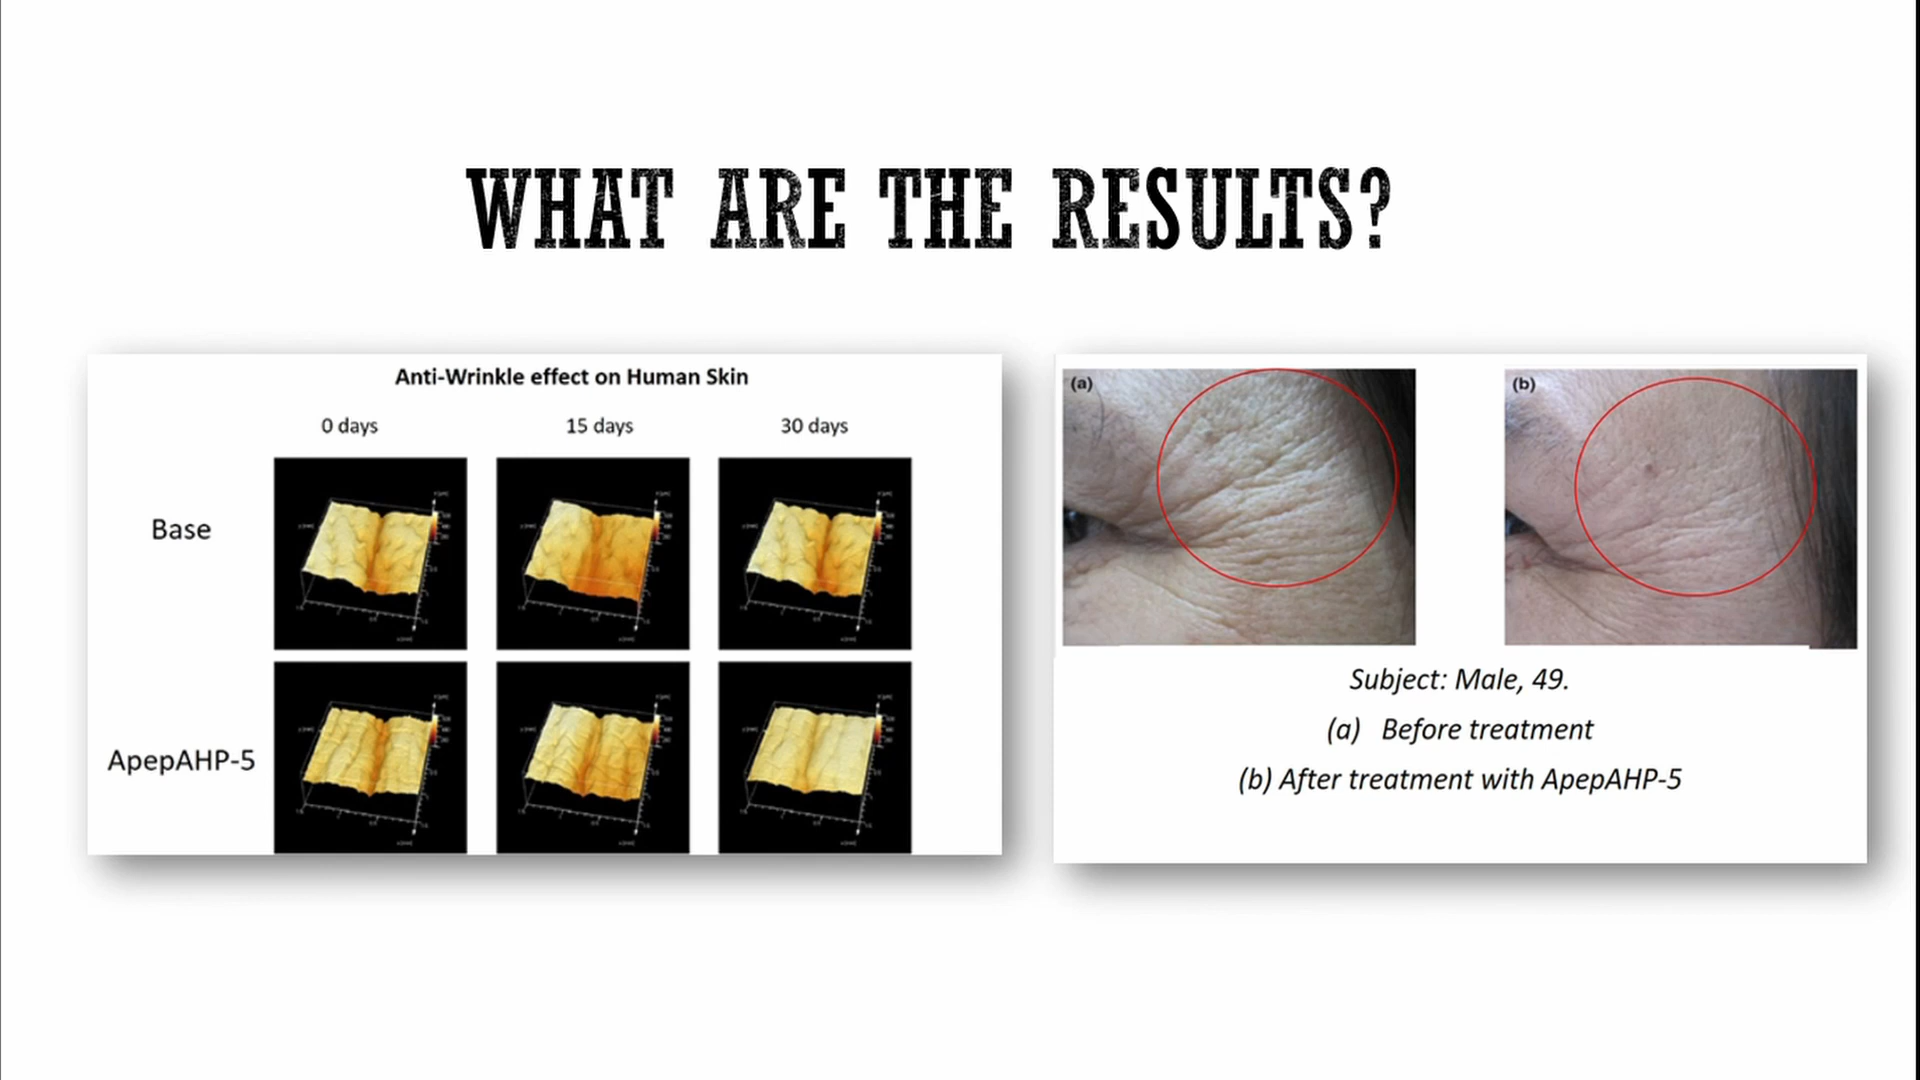 WHAT ARE THE RESULTS?
Anti-Wrinkle effect on Human Skin
0 days 15 days 30 days
Base
ApepAHP-5
(a) (b)
Subject: Male, 49.
(a) Before treatment
(b) After treatment with ApepAHP-5